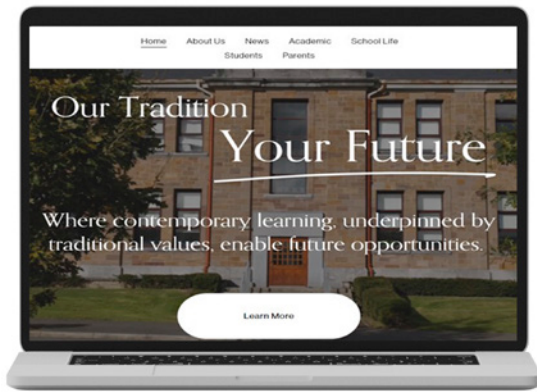 Home About Us News Academic School Life
Students Parents
Our Tradition
Your Future
Where contemporary learning, underpinned by
traditional values, enable future opportunities.
Learn More